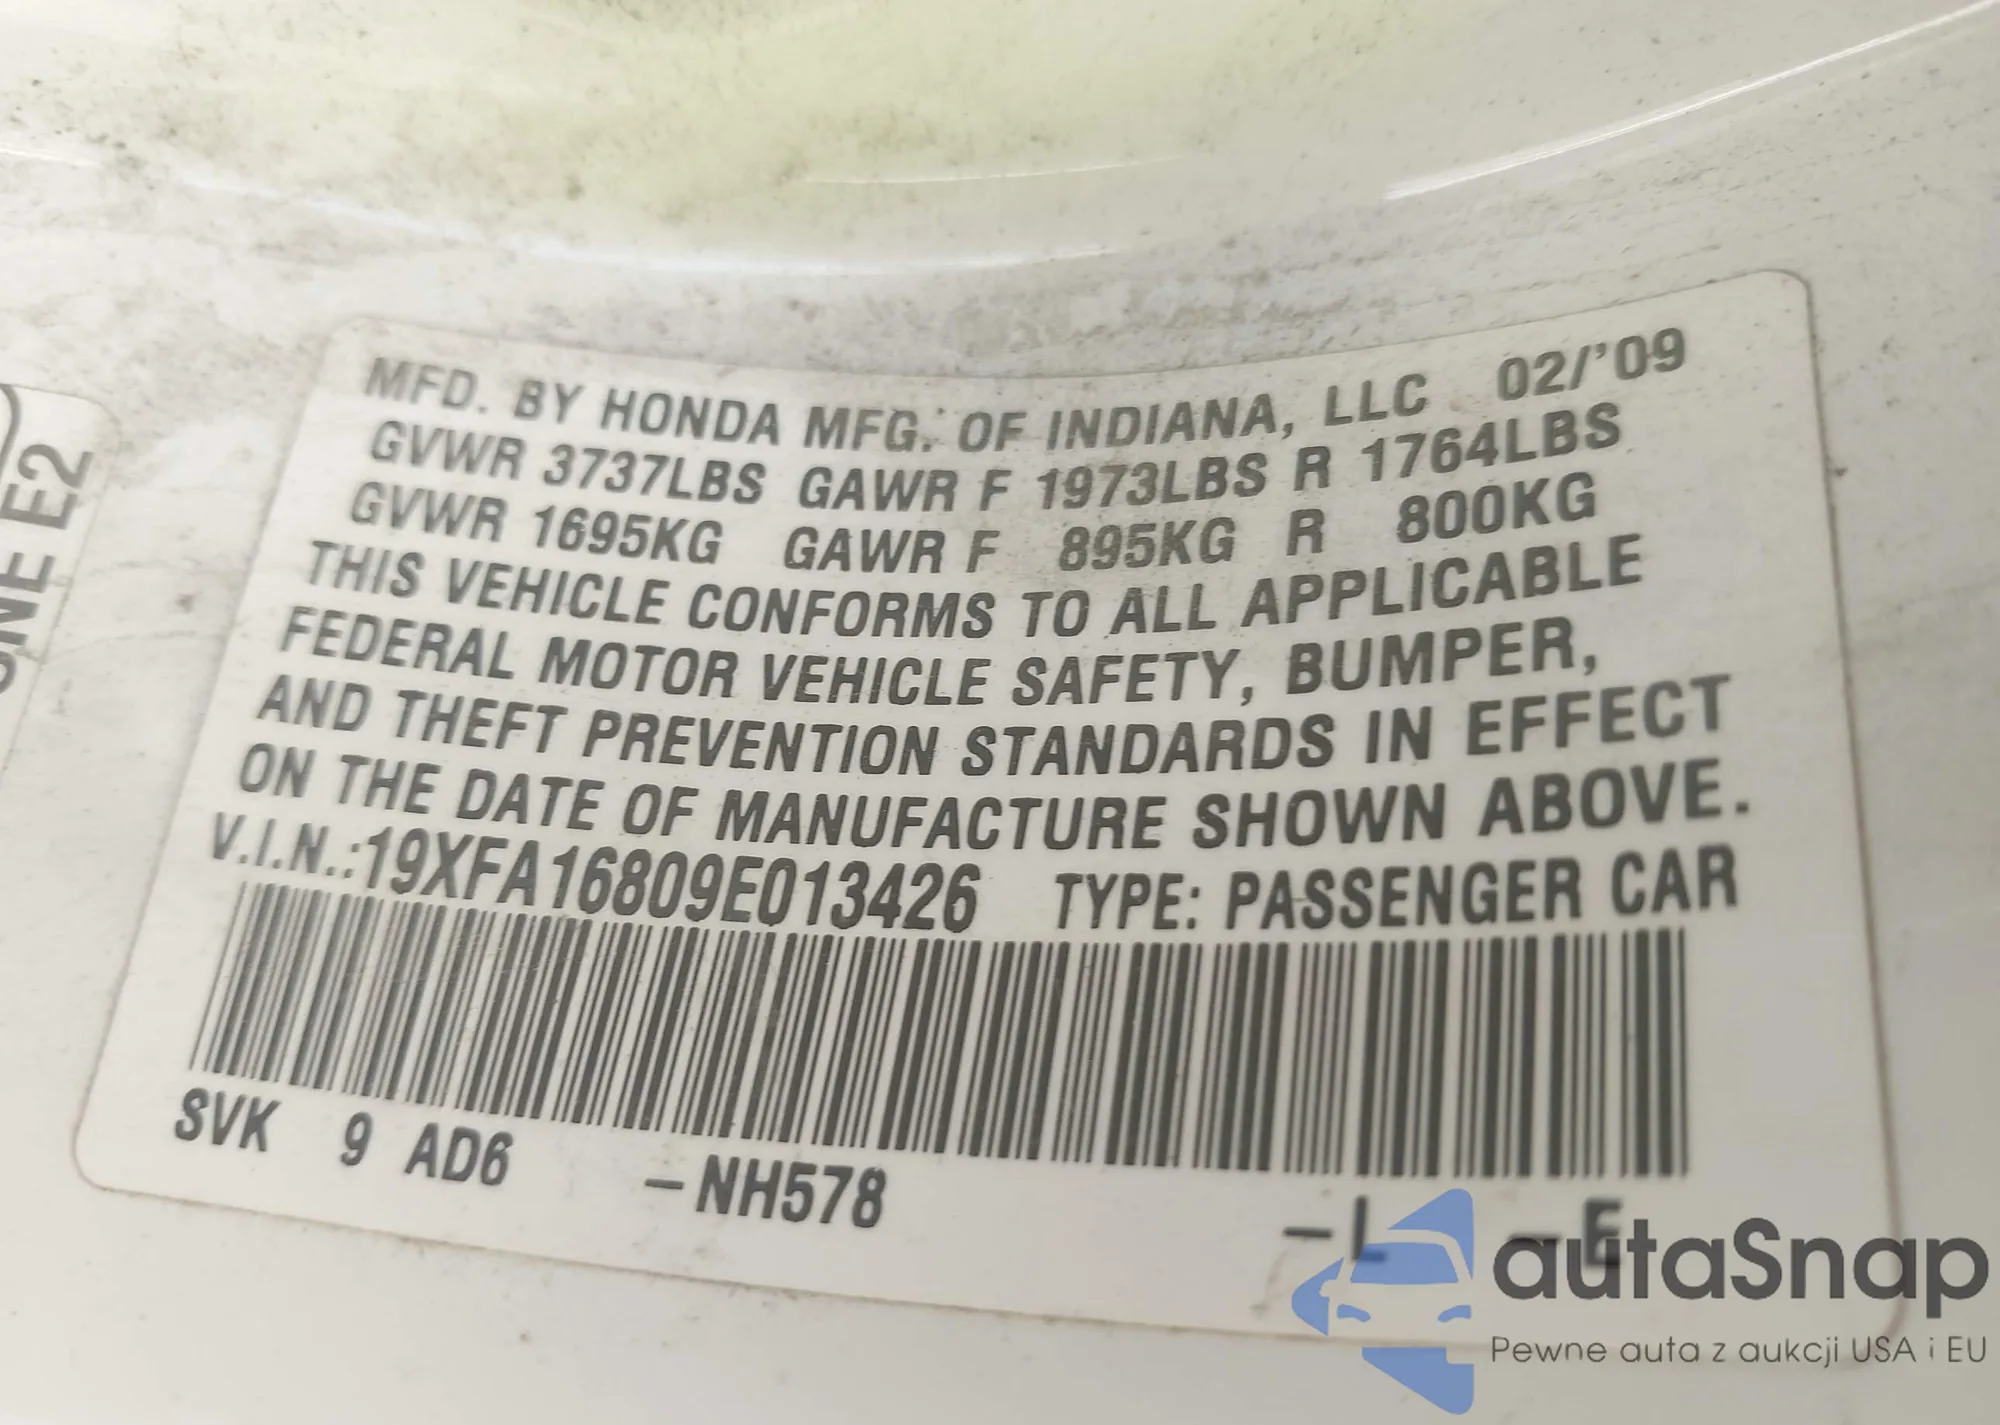 MFD. BY HONDA MFG. OF INDIANA, LLC 02/'09
GVWR 3737LBS GAWR F 1973LBS R 1764LBS
GVWR 1695KG GAWR F 895KG R 800KG
THIS VEHICLE CONFORMS TO ALL APPLICABLE
FEDERAL MOTOR VEHICLE SAFETY, BUMPER,
AND THEFT PREVENTION STANDARDS IN EFFECT
ON THE DATE OF MANUFACTURE SHOWN ABOVE.
V.I.N.:19XFA16809E013426 TYPE: PASSENGER CAR
SVK 9 AD6 -NH578 -L -E
E2
autaSnap
Pewne auta z aukcji USA i EU